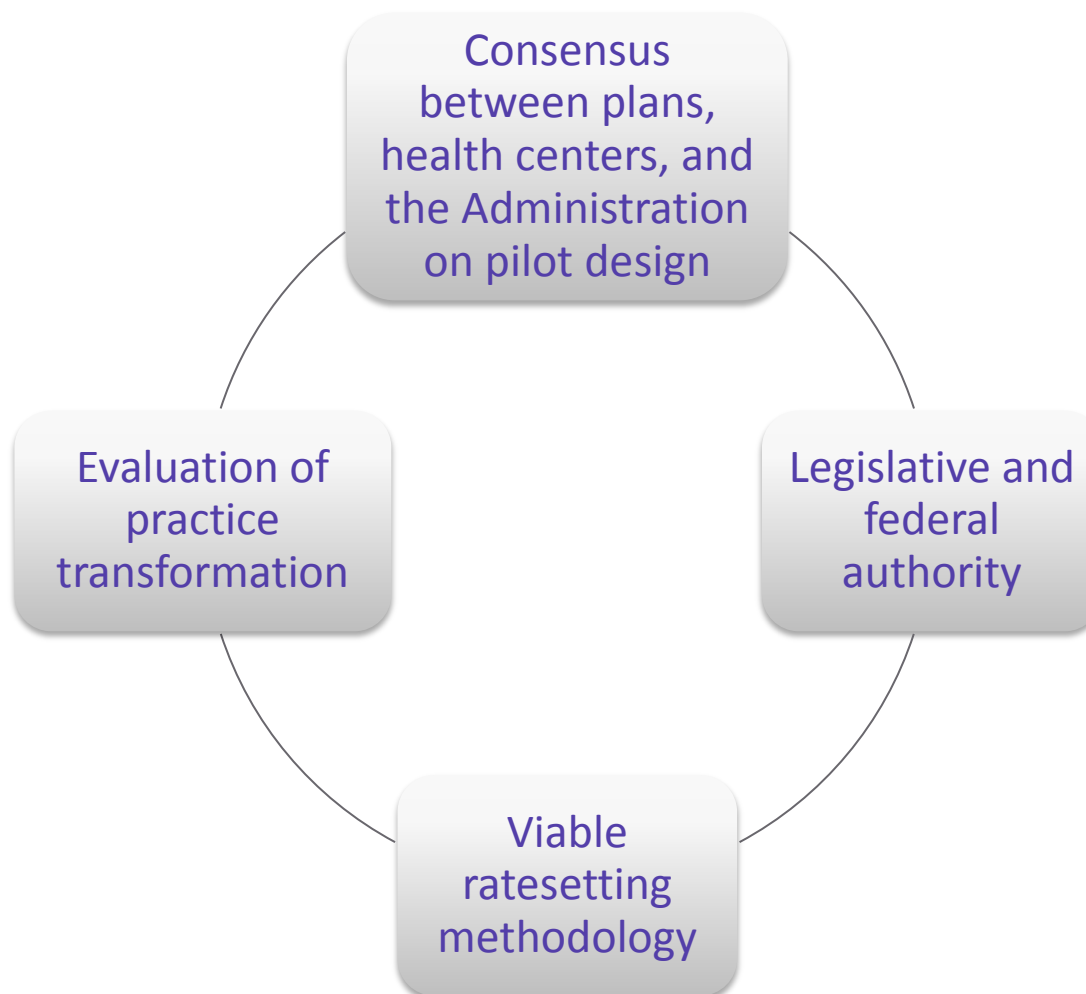 Consensus
between plans,
health centers, and
the Administration
on pilot design
Evaluation of
practice
transformation
Legislative and
federal
authority
Viable
ratesetting
methodology